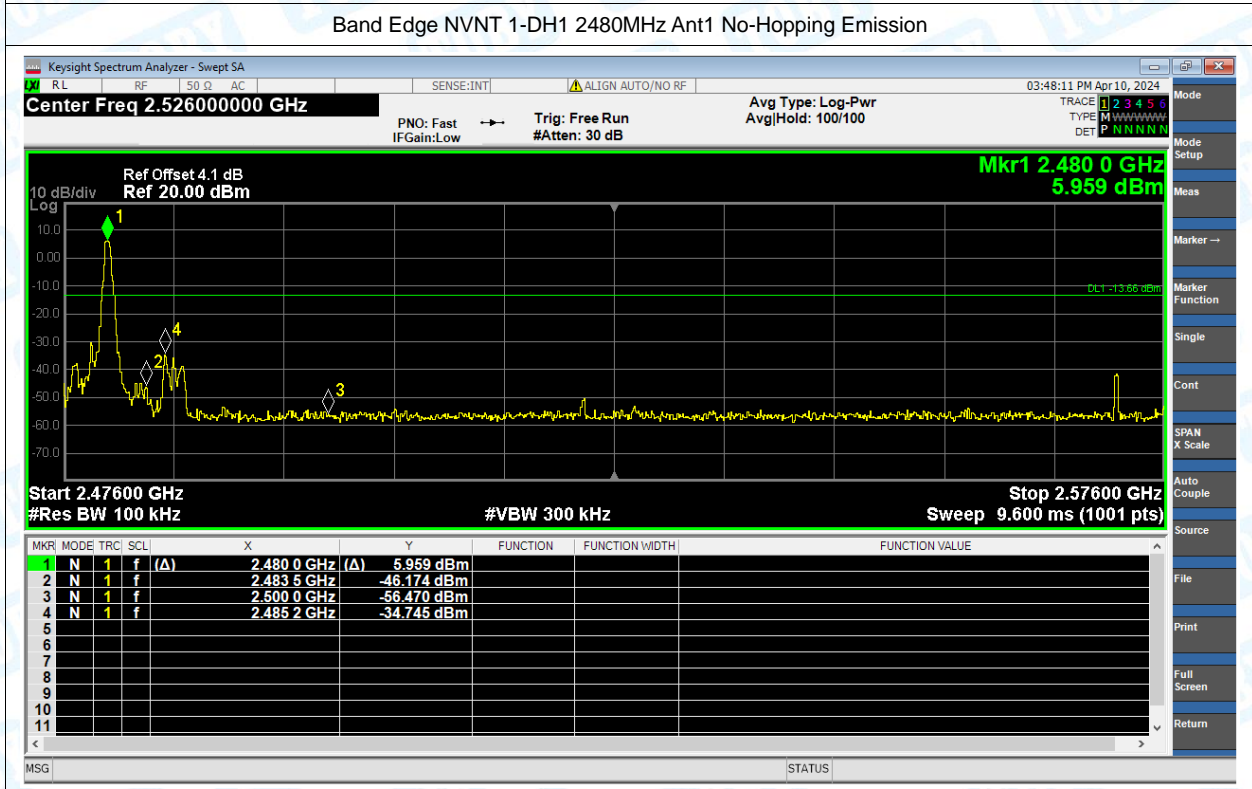 Band Edge NVNT 1-DH1 2480MHz Ant1 No-Hopping Emission
Keysight Spectrum Analyzer - Swept SA
LXI RL RF 50 Ω AC SENSE:INT ALIGN AUTO/NO RF 03:48:11 PM Apr 10, 2024
Center Freq 2.526000000 GHz
PNO: Fast
IFGain:Low
Trig: Free Run
#Atten: 30 dB
Avg Type: Log-Pwr
Avg|Hold: 100/100
TRACE 1 2 3 4 5 6
TYPE M WWWWW
DET P N N N N N
Ref Offset 4.1 dB
10 dB/div Ref 20.00 dBm
Log
Mkr1 2.480 0 GHz
5.959 dBm
10.0
0.00
-10.0
-20.0
-30.0
-40.0
-50.0
-60.0
-70.0
1
2
3
4
DL1 -13.66 dBm
Start 2.47600 GHz Stop 2.57600 GHz
#Res BW 100 kHz #VBW 300 kHz Sweep 9.600 ms (1001 pts)
MKR MODE TRC SCL X Y FUNCTION FUNCTION WIDTH FUNCTION VALUE
1 N 1 f (Δ) 2.480 0 GHz (Δ) 5.959 dBm
2 N 1 f 2.483 5 GHz -46.174 dBm
3 N 1 f 2.500 0 GHz -56.470 dBm
4 N 1 f 2.485 2 GHz -34.745 dBm
5
6
7
8
9
10
11
MSG STATUS
Mode
Mode Setup
Meas
Marker →
Marker Function
Single
Cont
SPAN X Scale
Auto Couple
Source
File
Print
Full Screen
Return